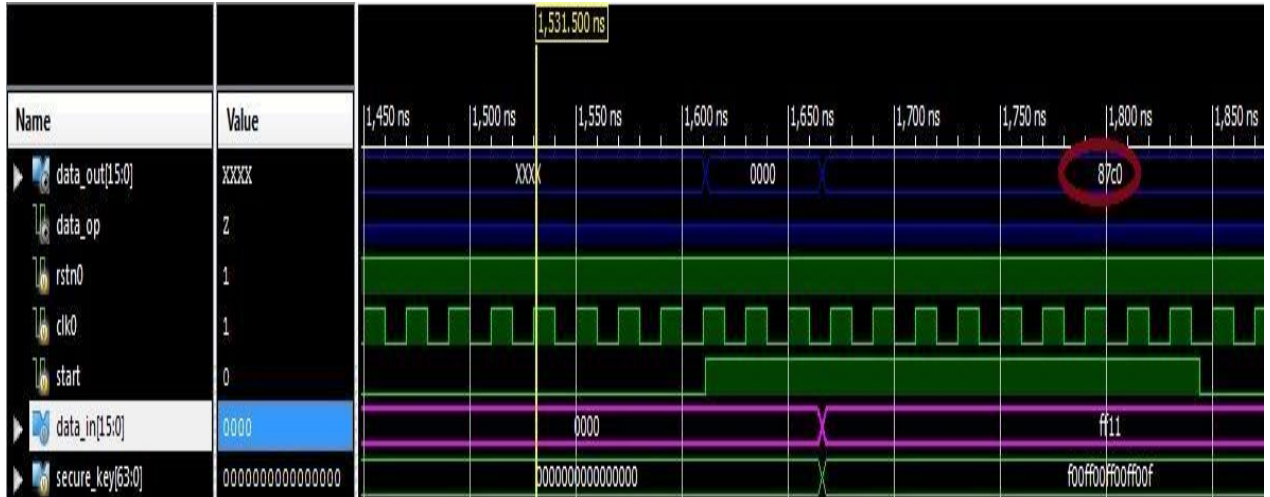 1,531.500 ns
Name Value 1,450 ns 1,500 ns 1,550 ns 1,600 ns 1,650 ns 1,700 ns 1,750 ns 1,800 ns 1,850 ns
data_out[15:0] XXXX XXXX 0000 87c0
data_op Z
rstn0 1
clk0 1
start 0
data_in[15:0] 0000 0000 ff11
secure_key[63:0] 0000000000000000 0000000000000000 f00ff00ff00ff00f